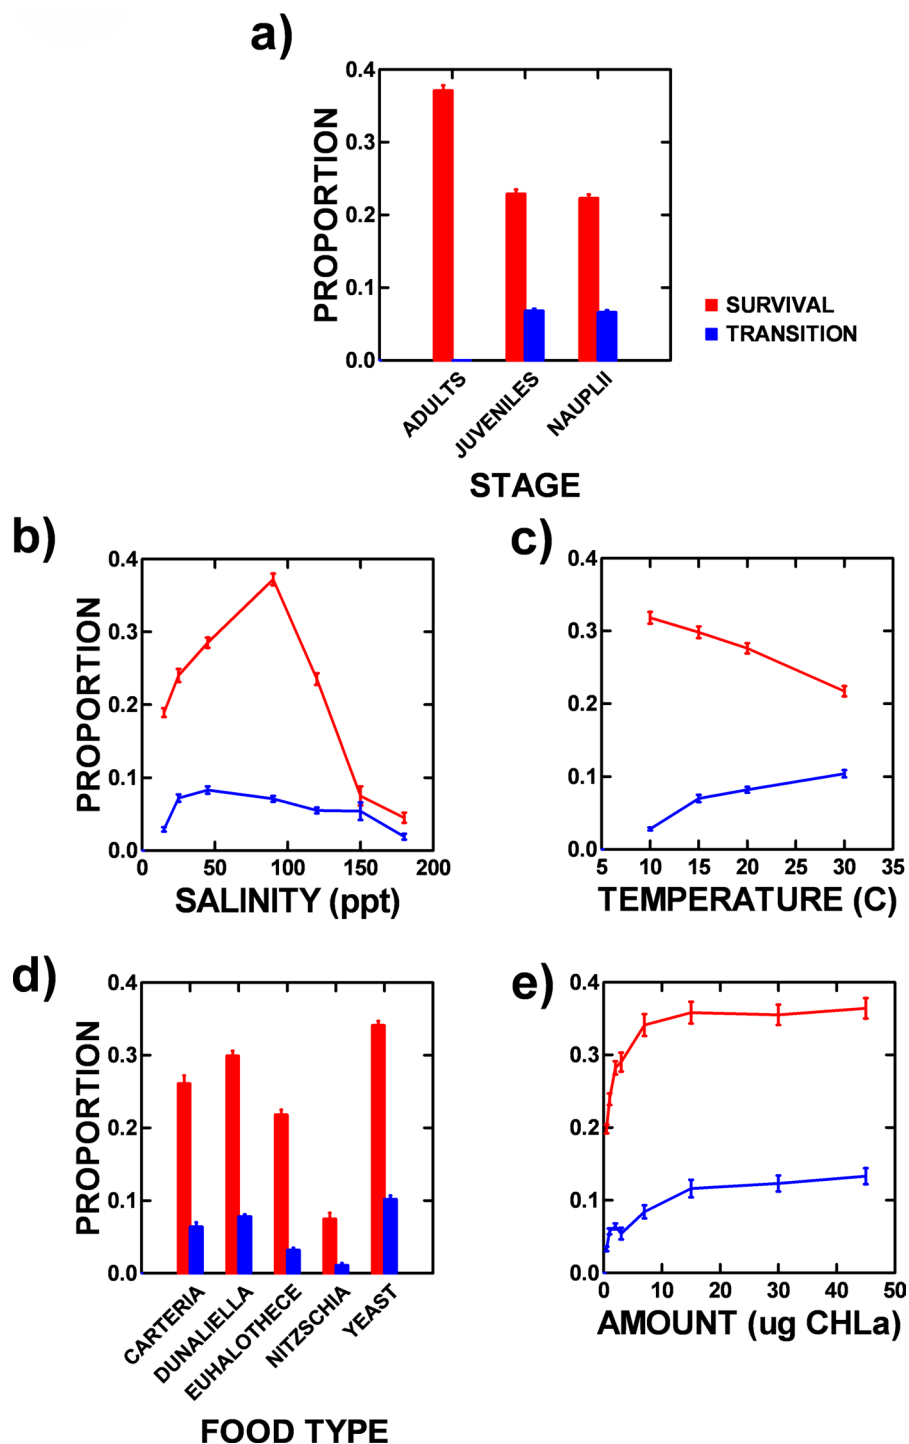 a)
0.4
0.3
0.2
0.1
0.0
PROPORTION
ADULTS
JUVENILES
NAUPLII
STAGE
SURVIVAL
TRANSITION
b)
0.4
0.3
0.2
0.1
0.0
PROPORTION
0 50 100 150 200
SALINITY (ppt)
c)
0.4
0.3
0.2
0.1
0.0
5 10 15 20 25 30 35
TEMPERATURE (C)
d)
0.4
0.3
0.2
0.1
0.0
PROPORTION
CARTERIA
DUNALIELLA
EUHALOTHECE
NITZSCHIA
YEAST
FOOD TYPE
e)
0.4
0.3
0.2
0.1
0.0
0 10 20 30 40 50
AMOUNT (ug CHLa)